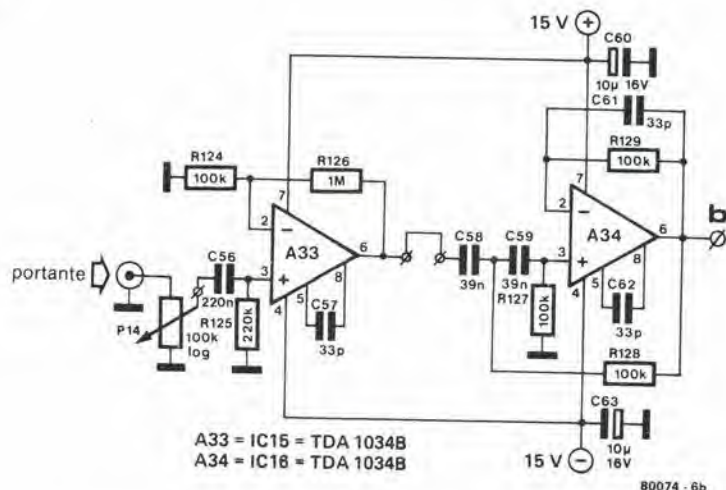 15 V
+
C60
10µ 16V
C61
33p
R129
100k
R124
100k
R126
1M
7
2
−
A33
6
3
+
4
5
8
C57
33p
portante
P14
100k
log
C56
220n
R125
220k
C58
39n
C59
39n
R127
100k
7
2
−
A34
6
3
+
4
5
8
C62
33p
b
R128
100k
C63
10µ
16V
15 V
−
A33 = IC15 = TDA 1034B
A34 = IC16 = TDA 1034B
80074 - 6b